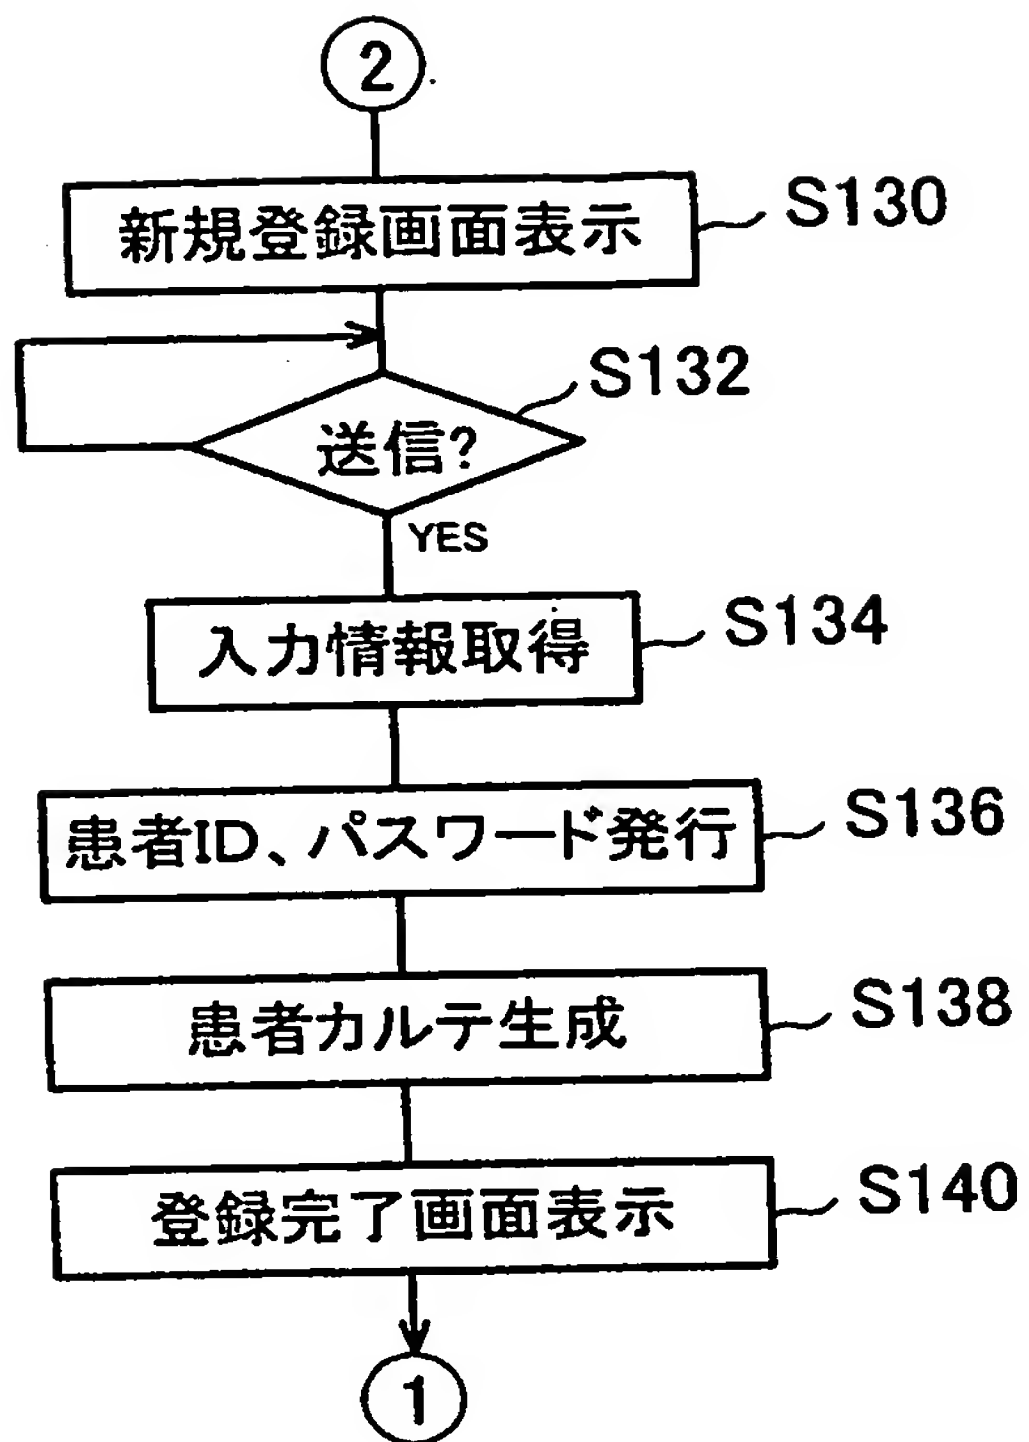 2
新規登録画面表示
S130
S132
送信?
YES
入力情報取得
S134
患者ID、パスワード発行
S136
患者カルテ生成
S138
登録完了画面表示
S140
1